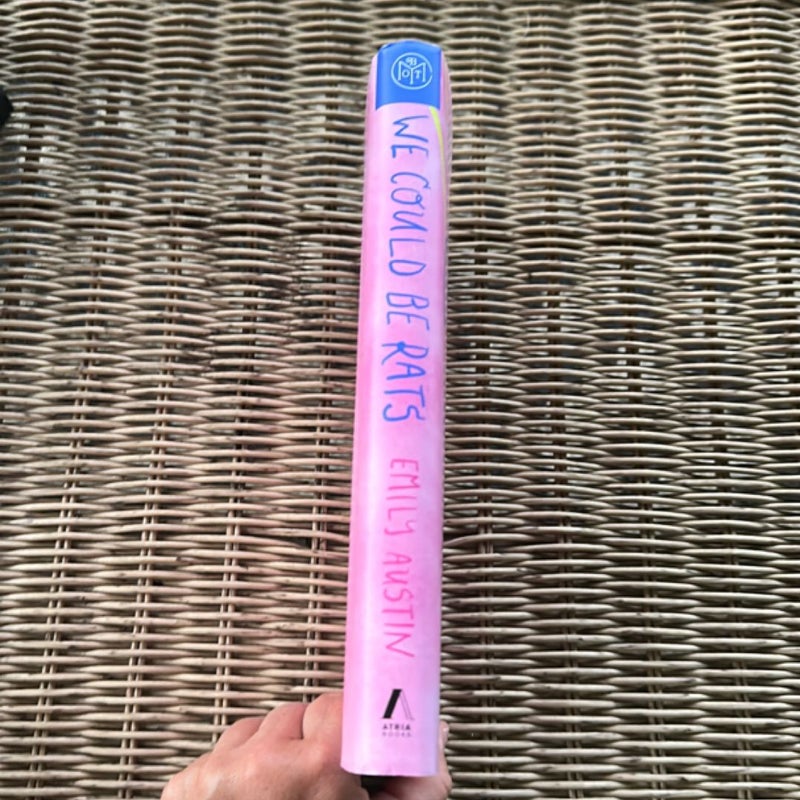 BOTM
WE COULD BE RATS
EMILY AUSTIN
ATRIA
BOOKS